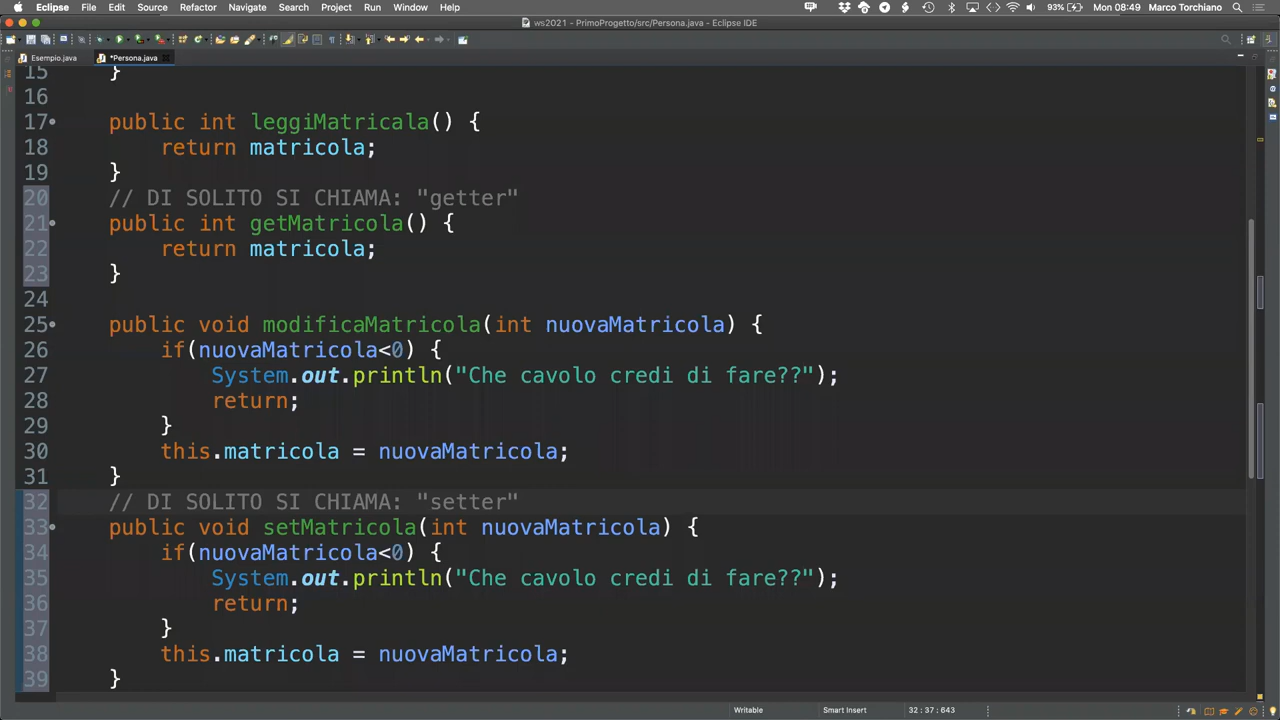 Eclipse File Edit Source Refactor Navigate Search Project Run Window Help 93% Mon 08:49 Marco Torchiano
ws2021 - PrimoProgetto/src/Persona.java - Eclipse IDE
Esempio.java *Persona.java
15 }
16
17 public int leggiMatricala() {
18 return matricola;
19 }
20 // DI SOLITO SI CHIAMA: "getter"
21 public int getMatricola() {
22 return matricola;
23 }
24
25 public void modificaMatricola(int nuovaMatricola) {
26 if(nuovaMatricola<0) {
27 System.out.println("Che cavolo credi di fare??");
28 return;
29 }
30 this.matricola = nuovaMatricola;
31 }
32 // DI SOLITO SI CHIAMA: "setter"
33 public void setMatricola(int nuovaMatricola) {
34 if(nuovaMatricola<0) {
35 System.out.println("Che cavolo credi di fare??");
36 return;
37 }
38 this.matricola = nuovaMatricola;
39 }
Writable Smart Insert 32 : 37 : 643